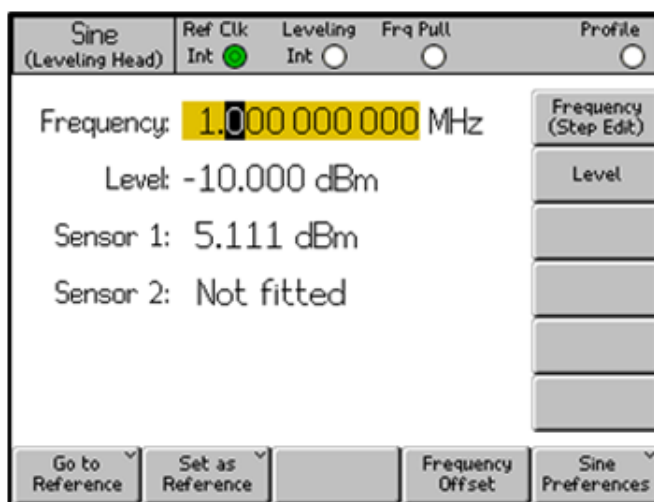 Sine
(Leveling Head)
Ref Clk
Int
Leveling
Int
Frq Pull
Profile
Frequency: 1.000 000 000 MHz
Level: -10.000 dBm
Sensor 1: 5.111 dBm
Sensor 2: Not fitted
Frequency
(Step Edit)
Level
Go to
Reference
Set as
Reference
Frequency
Offset
Sine
Preferences